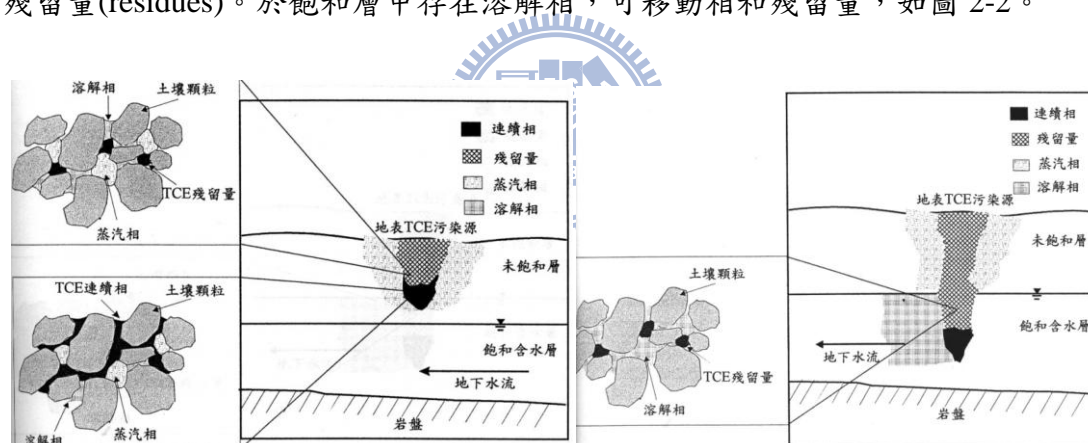 殘留量(residues)。於飽和層中存在溶解相，可移動相和殘留量，如圖 2-2。
溶解相
土壤顆粒
TCE殘留量
蒸汽相
TCE連續相
土壤顆粒
溶解相
蒸汽相
連續相
殘留量
蒸汽相
溶解相
地表TCE污染源
未飽和層
飽和含水層
地下水流
岩盤
土壤顆粒
TCE殘留量
溶解相
連續相
殘留量
蒸汽相
溶解相
地表TCE污染源
未飽和層
飽和含水層
地下水流
岩盤